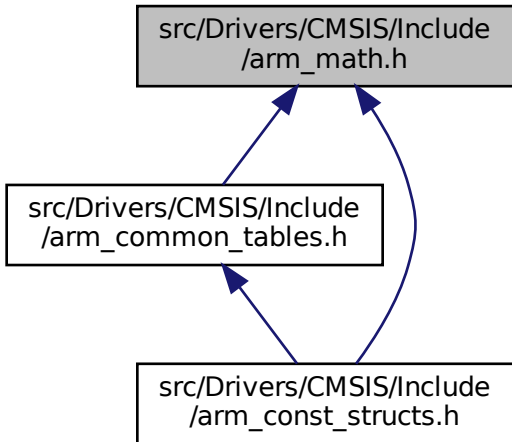 src/Drivers/CMSIS/Include
/arm_math.h
src/Drivers/CMSIS/Include
/arm_common_tables.h
src/Drivers/CMSIS/Include
/arm_const_structs.h